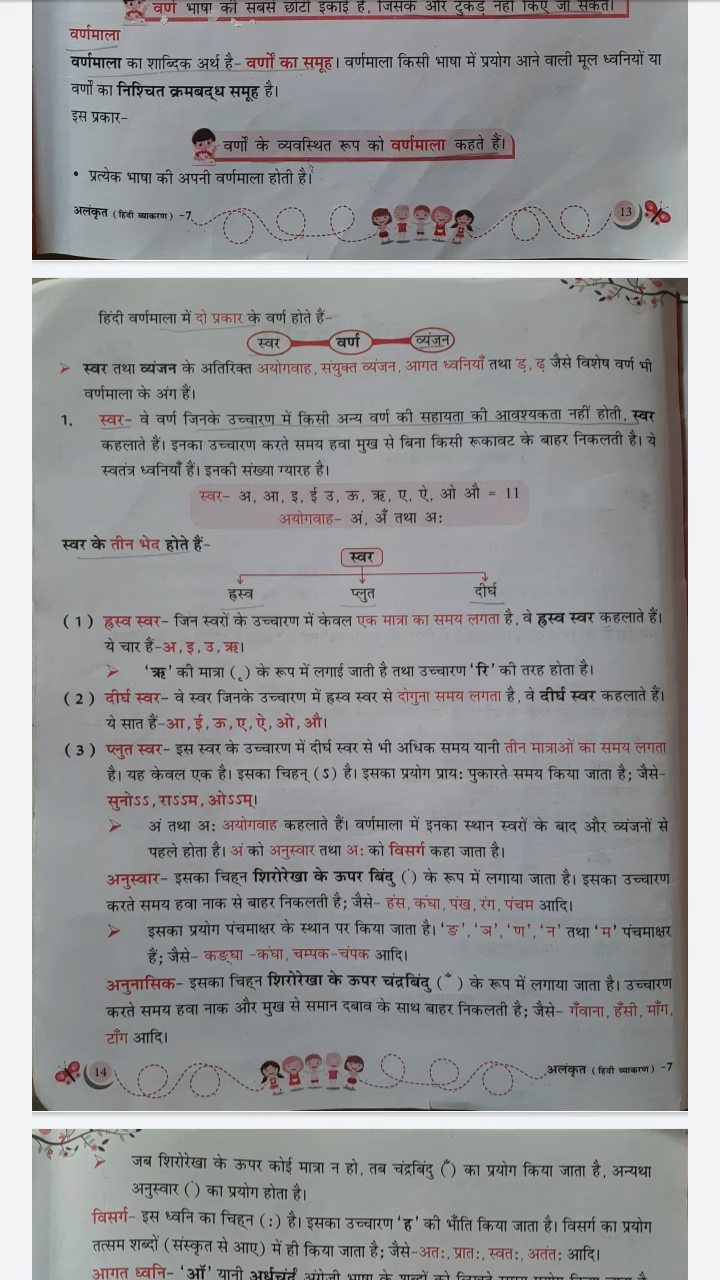 वर्ण भाषा की सबसे छोटी इकाई है, जिसके और टुकड़े नहीं किए जा सकते।
वर्णमाला
वर्णमाला का शाब्दिक अर्थ है- वर्णों का समूह। वर्णमाला किसी भाषा में प्रयोग आने वाली मूल ध्वनियों या
वर्णों का निश्चित क्रमबद्ध समूह है।
इस प्रकार-
वर्णों के व्यवस्थित रूप को वर्णमाला कहते हैं।
• प्रत्येक भाषा की अपनी वर्णमाला होती है।
अलंकृत (हिंदी व्याकरण) -7
13
हिंदी वर्णमाला में दो प्रकार के वर्ण होते हैं-
स्वर वर्ण व्यंजन
➤ स्वर तथा व्यंजन के अतिरिक्त अयोगवाह, संयुक्त व्यंजन, आगत ध्वनियाँ तथा ड़, ढ़ जैसे विशेष वर्ण भी
वर्णमाला के अंग हैं।
1. स्वर- वे वर्ण जिनके उच्चारण में किसी अन्य वर्ण की सहायता की आवश्यकता नहीं होती, स्वर
कहलाते हैं। इनका उच्चारण करते समय हवा मुख से बिना किसी रूकावट के बाहर निकलती है। ये
स्वतंत्र ध्वनियाँ हैं। इनकी संख्या ग्यारह है।
स्वर- अ, आ, इ, ई उ, ऊ, ऋ, ए, ऐ, ओ औ = 11
अयोगवाह- अं, अँ तथा अ:
स्वर के तीन भेद होते हैं-
स्वर
ह्रस्व प्लुत दीर्घ
(1) ह्रस्व स्वर- जिन स्वरों के उच्चारण में केवल एक मात्रा का समय लगता है, वे ह्रस्व स्वर कहलाते हैं।
ये चार हैं-अ, इ, उ, ऋ।
➤ 'ऋ' की मात्रा ( ृ ) के रूप में लगाई जाती है तथा उच्चारण 'रि' की तरह होता है।
(2) दीर्घ स्वर- वे स्वर जिनके उच्चारण में ह्रस्व स्वर से दोगुना समय लगता है, वे दीर्घ स्वर कहलाते हैं।
ये सात हैं-आ, ई, ऊ, ए, ऐ, ओ, औ।
(3) प्लुत स्वर- इस स्वर के उच्चारण में दीर्घ स्वर से भी अधिक समय यानी तीन मात्राओं का समय लगता
है। यह केवल एक है। इसका चिहन (ऽ) है। इसका प्रयोग प्राय: पुकारते समय किया जाता है; जैसे-
सुनोऽऽ, राऽऽम, ओऽऽम्।
➤ अं तथा अ: अयोगवाह कहलाते हैं। वर्णमाला में इनका स्थान स्वरों के बाद और व्यंजनों से
पहले होता है। अं को अनुस्वार तथा अ: को विसर्ग कहा जाता है।
अनुस्वार- इसका चिहन शिरोरेखा के ऊपर बिंदु ( ं ) के रूप में लगाया जाता है। इसका उच्चारण
करते समय हवा नाक से बाहर निकलती है; जैसे- हंस, कंघा, पंख, रंग, पंचम आदि।
➤ इसका प्रयोग पंचमाक्षर के स्थान पर किया जाता है। 'ङ', 'ञ', 'ण', 'न' तथा 'म' पंचमाक्षर
हैं; जैसे- कङ्घा -कंघा, चम्पक-चंपक आदि।
अनुनासिक- इसका चिहन शिरोरेखा के ऊपर चंद्रबिंदु ( ँ ) के रूप में लगाया जाता है। उच्चारण
करते समय हवा नाक और मुख से समान दबाव के साथ बाहर निकलती है; जैसे- गँवाना, हँसी, माँग,
टाँग आदि।
14
अलंकृत (हिंदी व्याकरण) -7
➤ जब शिरोरेखा के ऊपर कोई मात्रा न हो, तब चंद्रबिंदु ( ँ ) का प्रयोग किया जाता है, अन्यथा
अनुस्वार ( ं ) का प्रयोग होता है।
विसर्ग- इस ध्वनि का चिहन (:) है। इसका उच्चारण 'ह' की भाँति किया जाता है। विसर्ग का प्रयोग
तत्सम शब्दों (संस्कृत से आए) में ही किया जाता है; जैसे-अत:, प्रात:, स्वत:, अतंत: आदि।
आगत ध्वनि- 'ऑ' यानी अर्धचंद्र